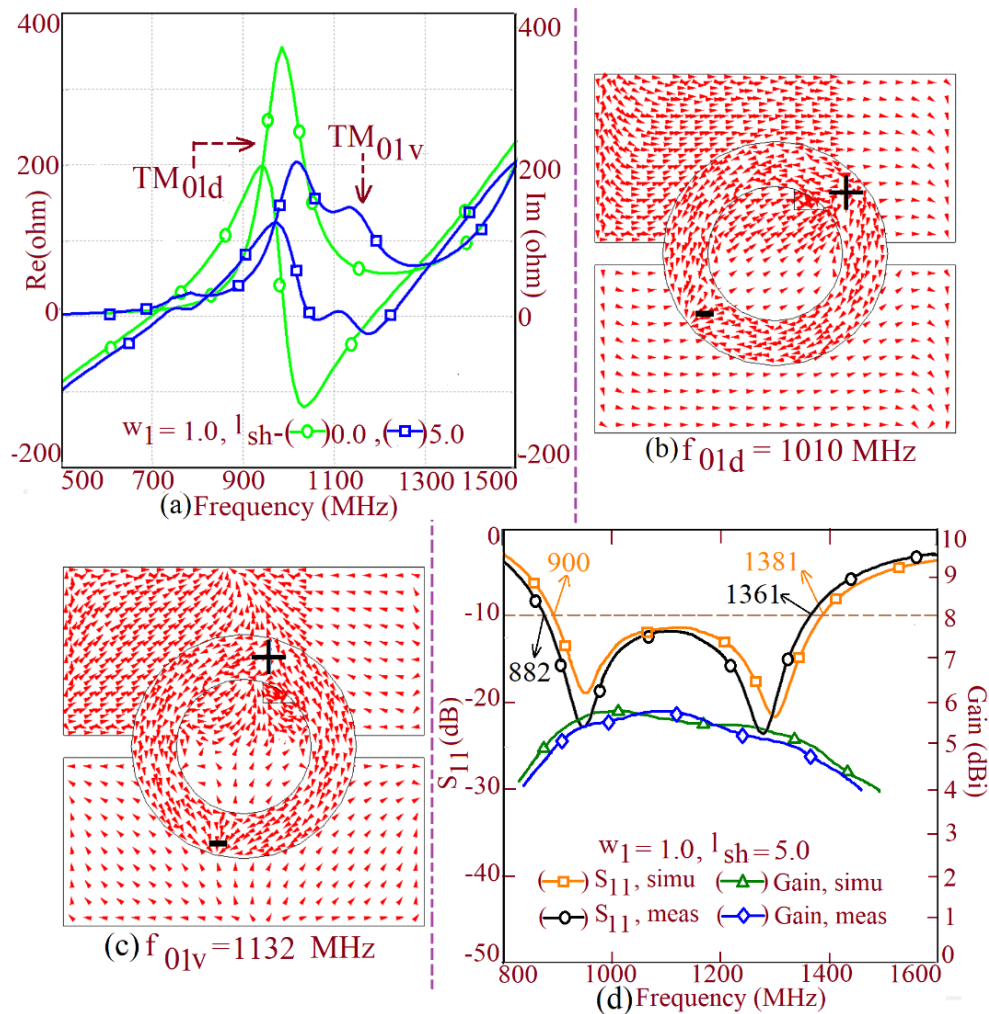 400
200
0
-200
Re(ohm)
400
200
0
-200
Im (ohm)
TM01d
TM01v
w1 = 1.0, lsh-( )0.0 ,( )5.0
500 700 900 1100 1300 1500
(a) Frequency (MHz)
+
-
(b) f 01d = 1010 MHz
+
-
(c) f 01v =1132 MHz
0
-10
-20
-30
-40
-50
S11 (dB)
10
9
8
7
6
5
4
3
2
1
0
Gain (dBi)
900
1381
1361
882
w1 = 1.0, lsh = 5.0
( ) S11, simu ( ) Gain, simu
( ) S11, meas ( ) Gain, meas
800 1000 1200 1400 1600
(d) Frequency (MHz)